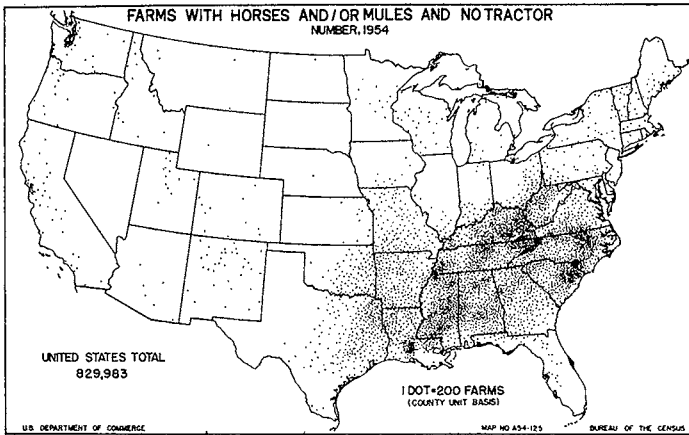 FARMS WITH HORSES AND/OR MULES AND NO TRACTOR
NUMBER, 1954
UNITED STATES TOTAL
829,983
1 DOT=200 FARMS
(COUNTY UNIT BASIS)
U.S. DEPARTMENT OF COMMERCE
MAP NO A54-125
BUREAU OF THE CENSUS